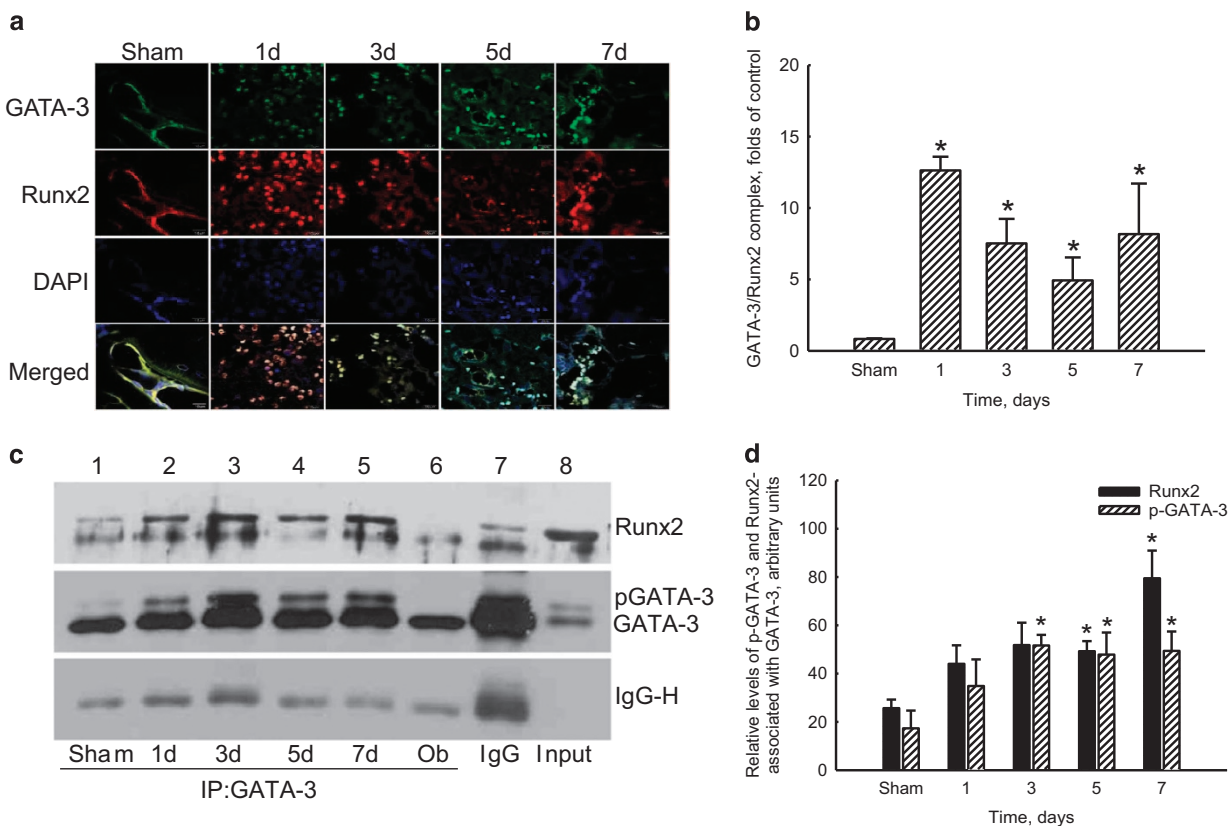 a
Sham 1d 3d 5d 7d
GATA-3
Runx2
DAPI
Merged
b
GATA-3/Runx2 complex, folds of control
20
15
10
5
0
* * * *
Sham 1 3 5 7
Time, days
c
1 2 3 4 5 6 7 8
Runx2
pGATA-3
GATA-3
IgG-H
Sham 1d 3d 5d 7d Ob IgG Input
IP:GATA-3
d
Relative levels of p-GATA-3 and Runx2-
associated with GATA-3, arbitrary units
120
100
80
60
40
20
0
Runx2
p-GATA-3
* * * * *
Sham 1 3 5 7
Time, days